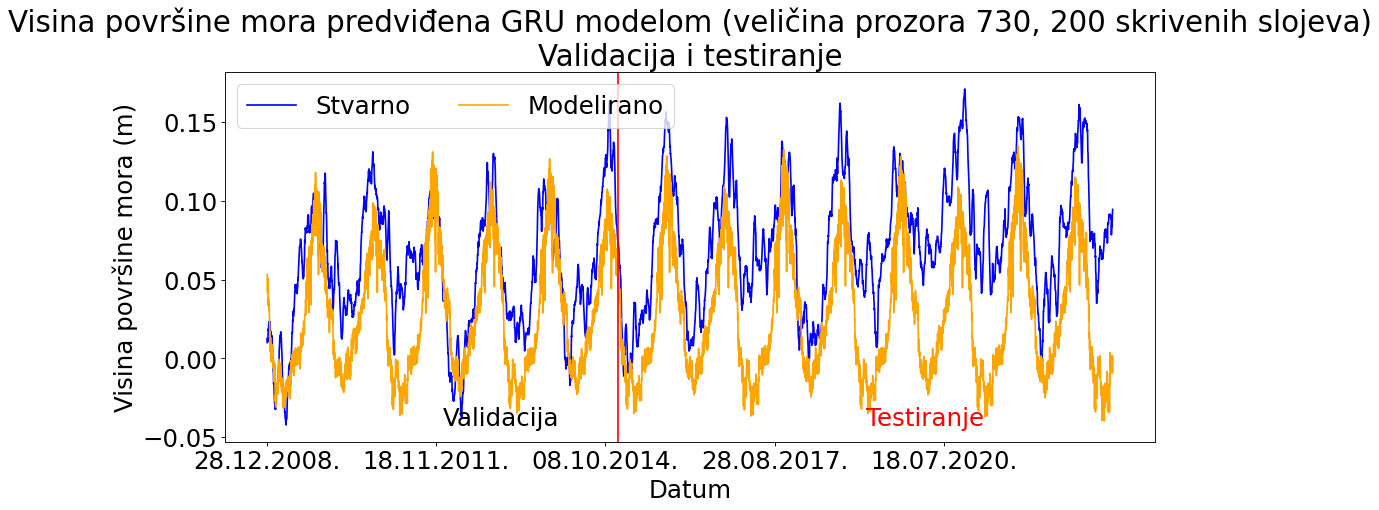 Visina površine mora predviđena GRU modelom (veličina prozora 730, 200 skrivenih slojeva)
Validacija i testiranje
Stvarno
Modelirano
Visina površine mora (m)
0.15
0.10
0.05
0.00
−0.05
Validacija
Testiranje
28.12.2008.
18.11.2011.
08.10.2014.
28.08.2017.
18.07.2020.
Datum